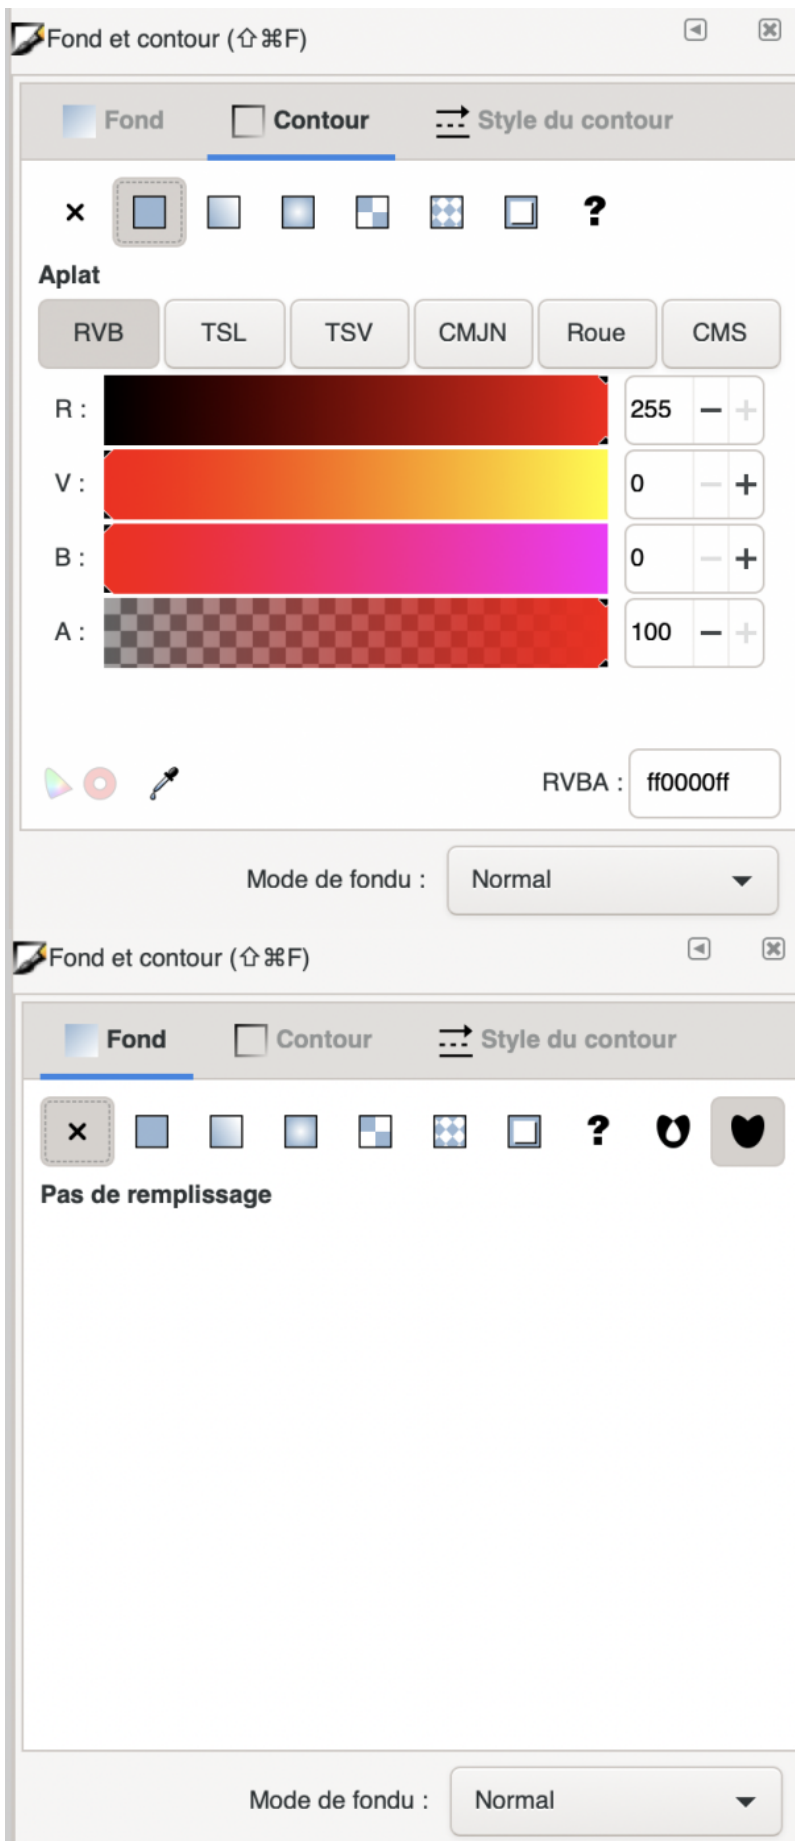 Fond et contour (⇧⌘F)
Fond Contour Style du contour
?
Aplat
RVB TSL TSV CMJN Roue CMS
R : 255
V : 0
B : 0
A : 100
RVBA : ff0000ff
Mode de fondu : Normal
Fond et contour (⇧⌘F)
Fond Contour Style du contour
?
Pas de remplissage
Mode de fondu : Normal